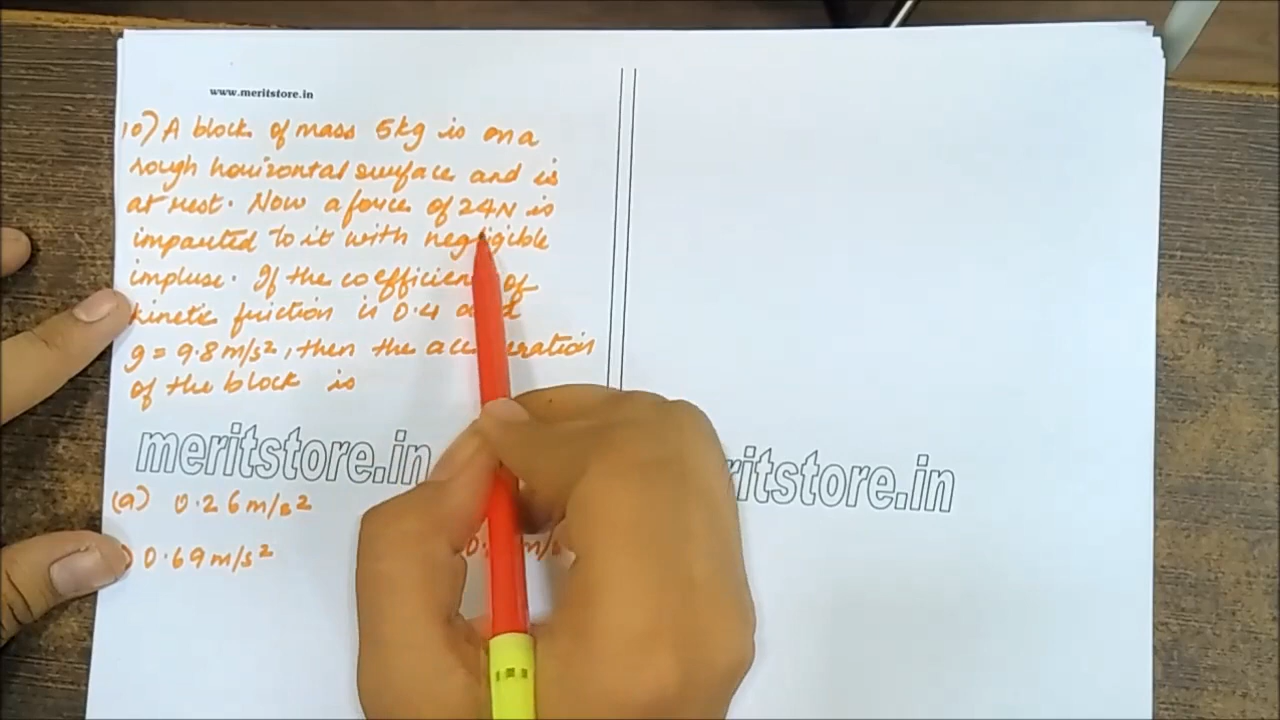 www.meritstore.in
10) A block of mass 5kg is on a
rough horizontal surface and is
at rest. Now a force of 24N is
imparted to it with negligible
impluse. If the coefficient of
kinetic friction is 0.4 and
g = 9.8 m/s², then the acceleration
of the block is
meritstore.in
ritstore.in
(a) 0.26 m/s²
) 0.69 m/s²